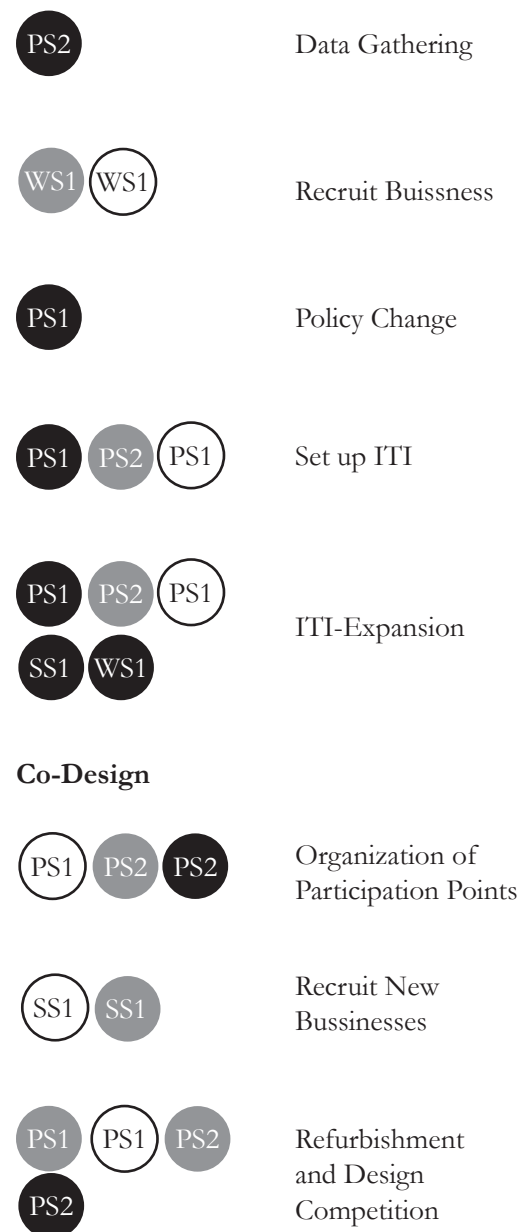 PS2 Data Gathering
WS1 WS1 Recruit Buissness
PS1 Policy Change
PS1 PS2 PS1 Set up ITI
PS1 PS2 PS1
ITI-Expansion
SS1 WS1
Co-Design
PS1 PS2 PS2
Organization of
Participation Points
SS1 SS1
Recruit New
Bussinesses
PS1 PS1 PS2
PS2
Refurbishment
and Design
Competition